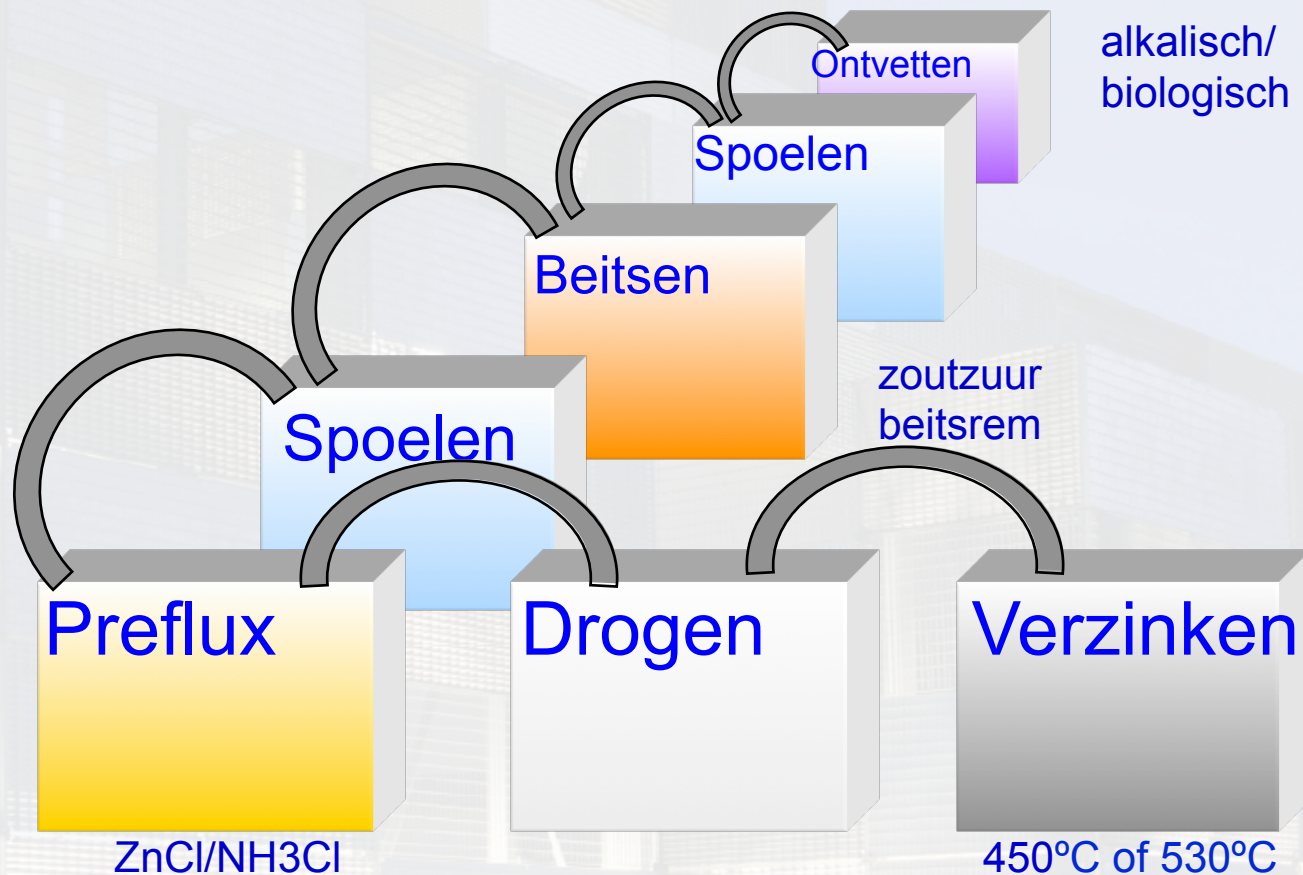 Ontvetten
alkalisch/
biologisch
Spoelen
Beitsen
zoutzuur
beitsrem
Spoelen
Preflux
Drogen
Verzinken
ZnCl/NH3Cl
450ºC of 530ºC